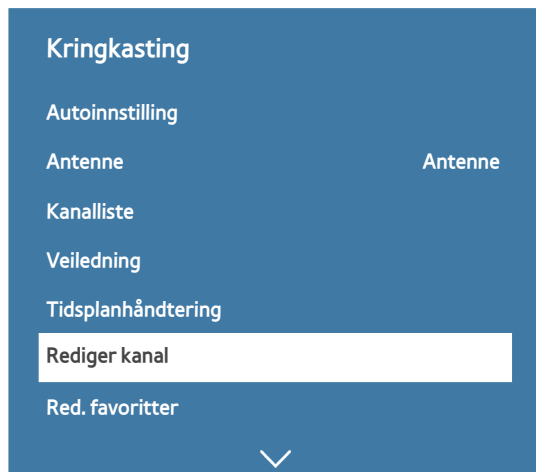 Kringkasting
Autoinnstilling
Antenne Antenne
Kanalliste
Veiledning
Tidsplanhåndtering
Rediger kanal
Red. favoritter